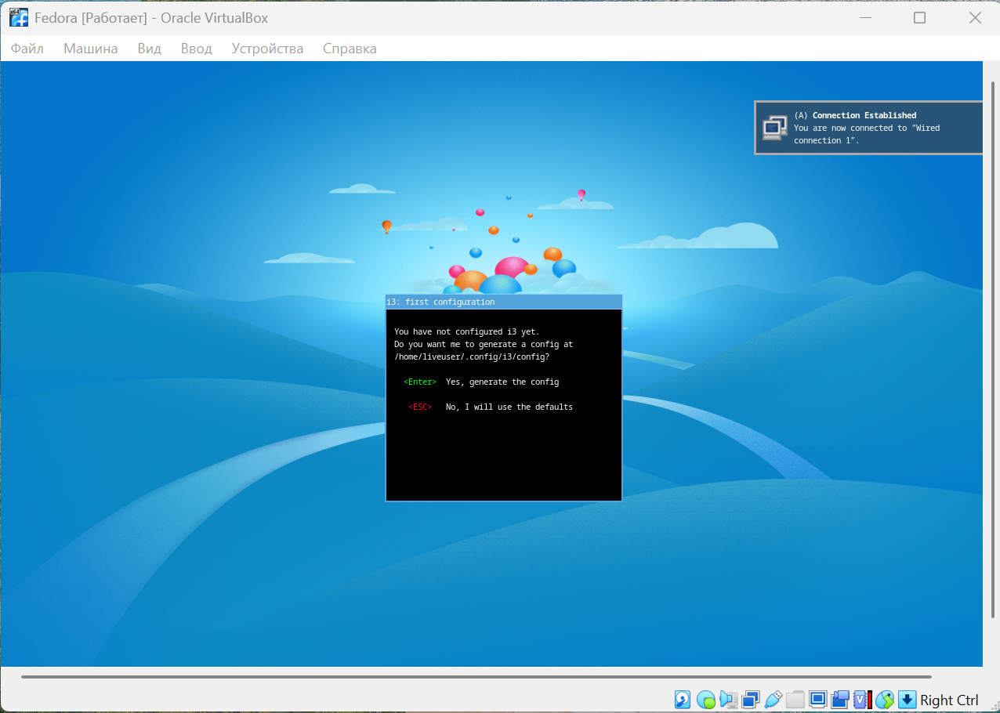 Fedora [Работает] - Oracle VirtualBox
Файл Машина Вид Ввод Устройства Справка
(A) Connection Established
You are now connected to “Wired
connection 1”.
i3: first configuration
You have not configured i3 yet.
Do you want me to generate a config at
/home/liveuser/.config/i3/config?
<Enter> Yes, generate the config
<ESC> No, I will use the defaults
Right Ctrl